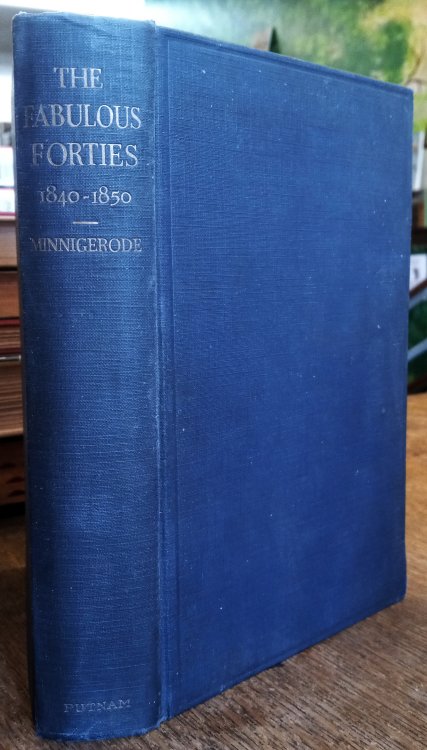 THE
FABULOUS
FORTIES
1840-1850
MINNIGERODE
PUTNAM